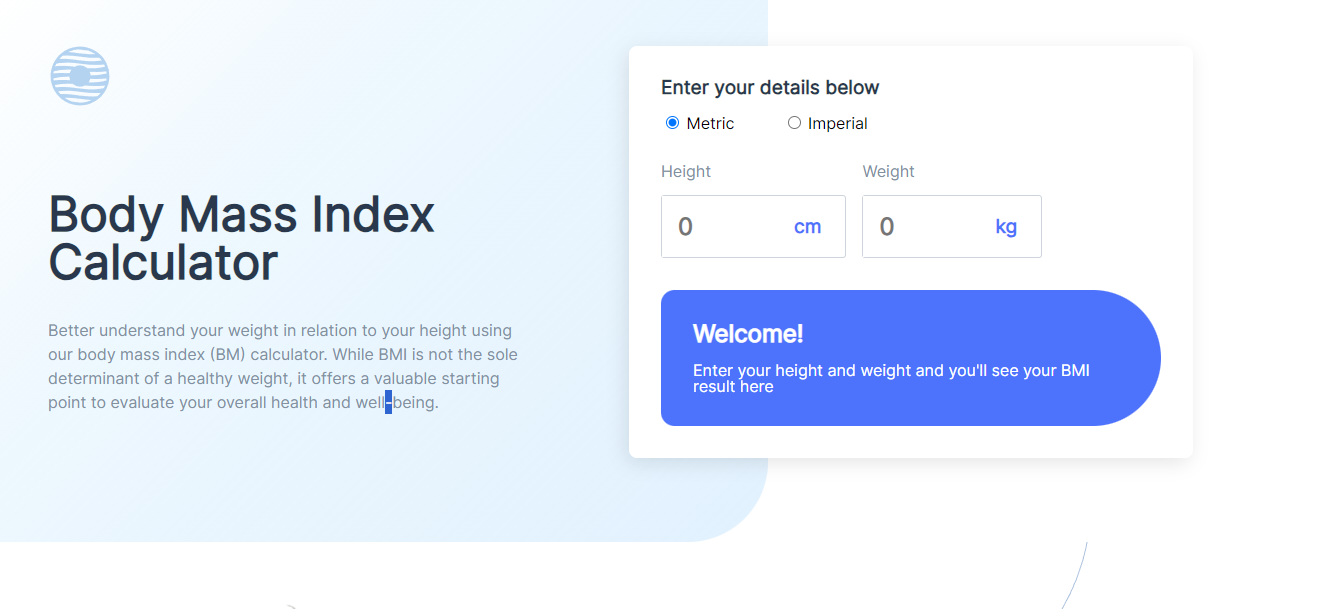 Body Mass Index
Calculator
Better understand your weight in relation to your height using
our body mass index (BM) calculator. While BMI is not the sole
determinant of a healthy weight, it offers a valuable starting
point to evaluate your overall health and well-being.
Enter your details below
Metric Imperial
Height Weight
0 cm 0 kg
Welcome!
Enter your height and weight and you'll see your BMI
result here